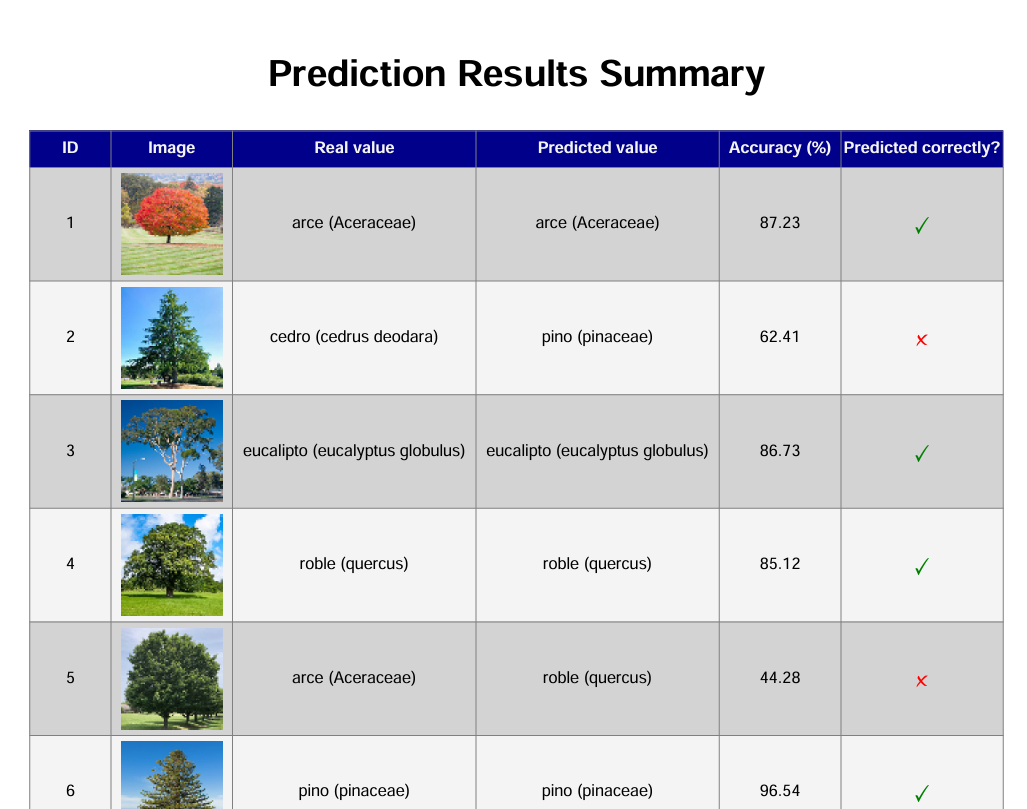 Prediction Results Summary
ID Image Real value Predicted value Accuracy (%) Predicted correctly?
1 arce (Aceraceae) arce (Aceraceae) 87.23 ✓
2 cedro (cedrus deodara) pino (pinaceae) 62.41 ✗
3 eucalipto (eucalyptus globulus) eucalipto (eucalyptus globulus) 86.73 ✓
4 roble (quercus) roble (quercus) 85.12 ✓
5 arce (Aceraceae) roble (quercus) 44.28 ✗
6 pino (pinaceae) pino (pinaceae) 96.54 ✓